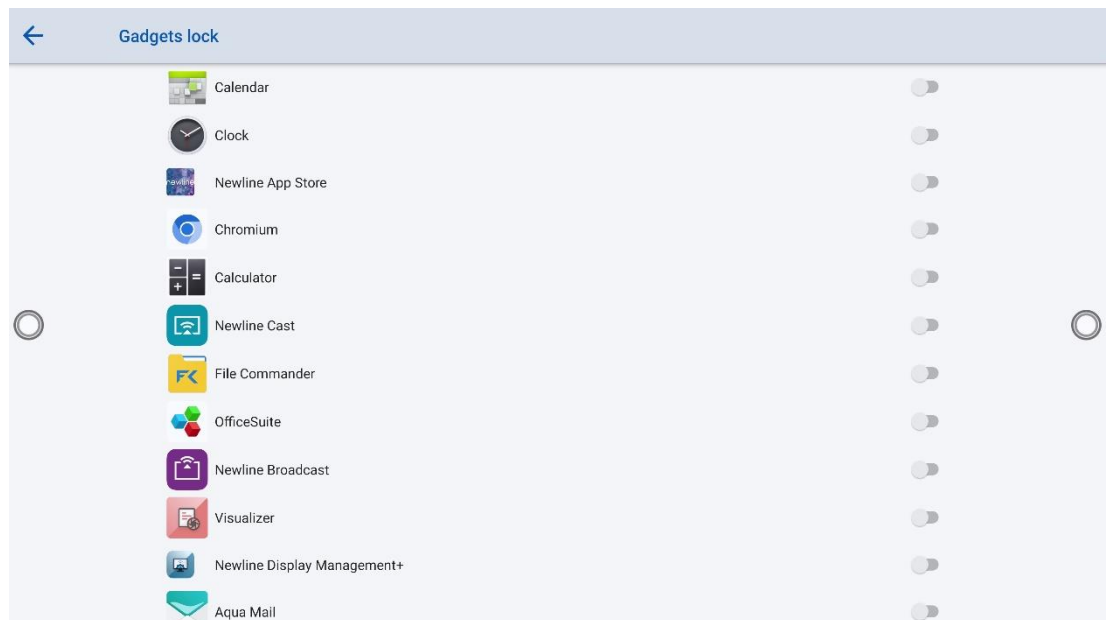 Gadgets lock
Calendar
Clock
newline
Newline App Store
Chromium
Calculator
Newline Cast
File Commander
OfficeSuite
Newline Broadcast
Visualizer
Newline Display Management+
Aqua Mail